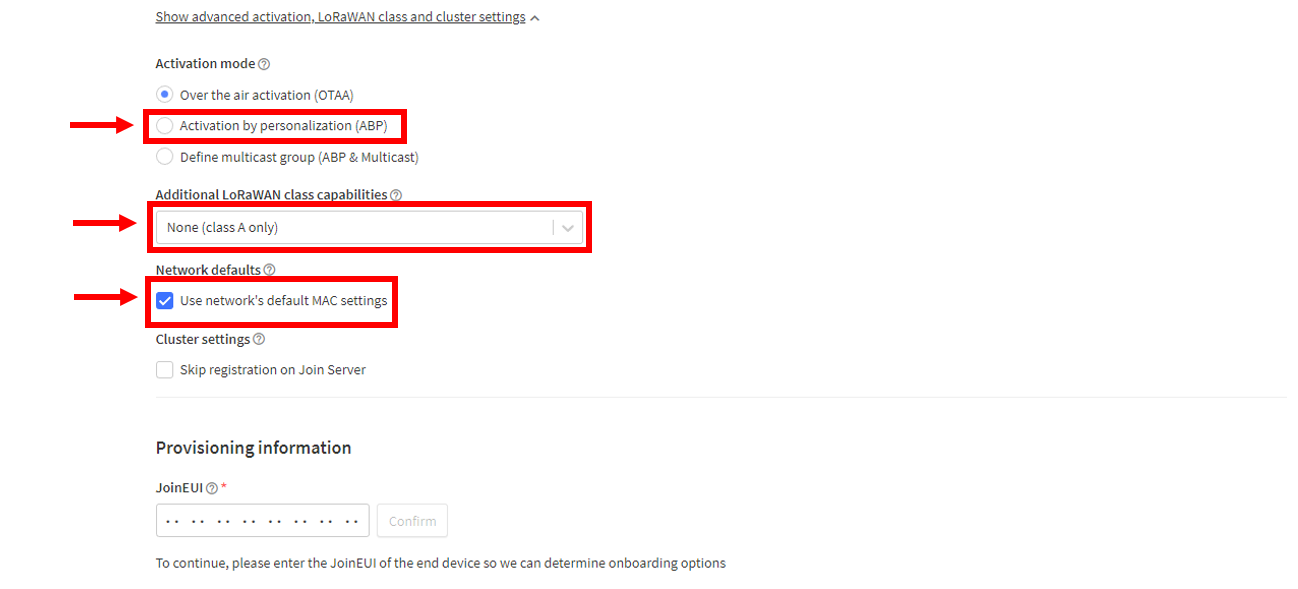 Show advanced activation, LoRaWAN class and cluster settings
Activation mode
Over the air activation (OTAA)
Activation by personalization (ABP)
Define multicast group (ABP & Multicast)
Additional LoRaWAN class capabilities
None (class A only)
Network defaults
Use network's default MAC settings
Cluster settings
Skip registration on Join Server
Provisioning information
JoinEUI *
·· ·· ·· ·· ·· ·· ·· ·· Confirm
To continue, please enter the JoinEUI of the end device so we can determine onboarding options